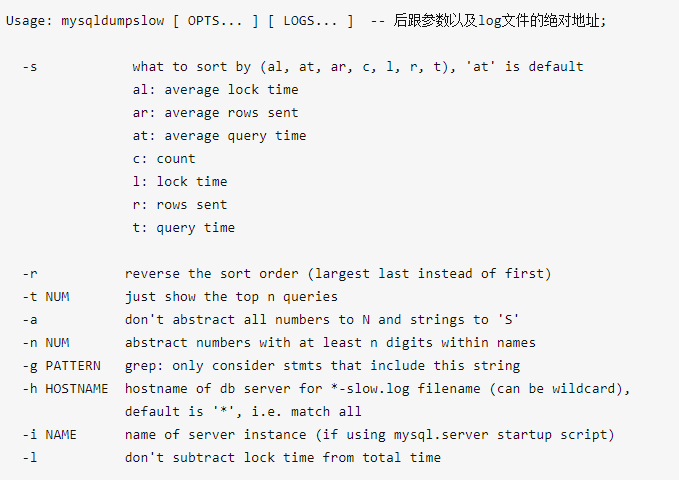 Usage: mysqldumpslow [ OPTS... ] [ LOGS... ]  -- 后跟参数以及log文件的绝对地址;
-s            what to sort by (al, at, ar, c, l, r, t), 'at' is default
al: average lock time
ar: average rows sent
at: average query time
c: count
l: lock time
r: rows sent
t: query time
-r           reverse the sort order (largest last instead of first)
-t NUM       just show the top n queries
-a           don't abstract all numbers to N and strings to 'S'
-n NUM       abstract numbers with at least n digits within names
-g PATTERN   grep: only consider stmts that include this string
-h HOSTNAME  hostname of db server for *-slow.log filename (can be wildcard),
default is '*', i.e. match all
-i NAME      name of server instance (if using mysql.server startup script)
-l           don't subtract lock time from total time